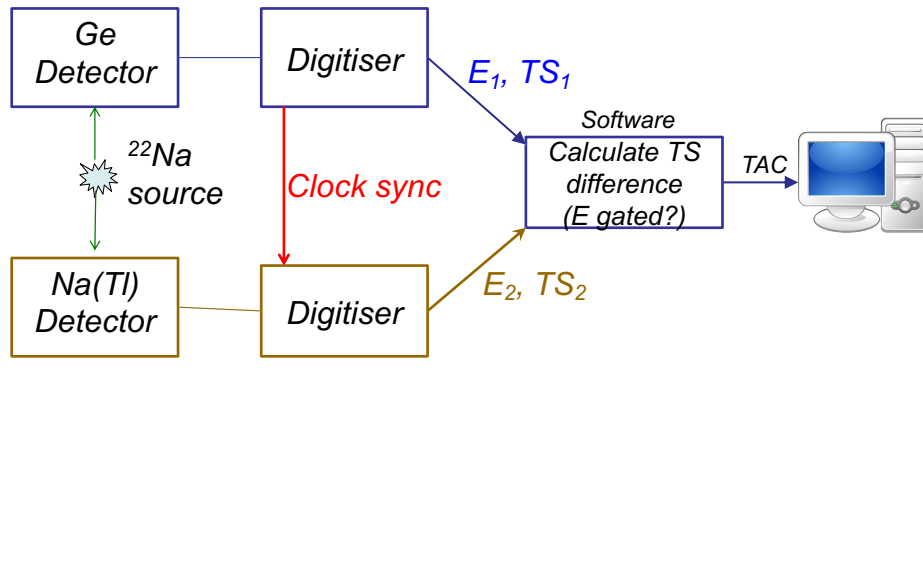 Ge
Detector
Digitiser
E₁, TS₁
²²Na
source
Clock sync
Software
Calculate TS
difference
(E gated?)
TAC
Na(Tl)
Detector
Digitiser
E₂, TS₂